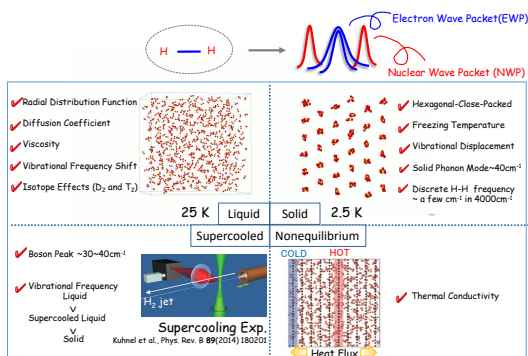 H H
Electron Wave Packet(EWP)
Nuclear Wave Packet (NWP)
Radial Distribution Function
Diffusion Coefficient
Viscosity
Vibrational Frequency Shift
Isotope Effects (D₂ and T₂)
25 K
Liquid
Hexagonal-Close-Packed
Freezing Temperature
Vibrational Displacement
Solid Phonon Mode~40cm⁻¹
Discrete H-H frequency
~ a few cm⁻¹ in 4000cm⁻¹
...
Solid
2.5 K
Supercooled
Boson Peak ~30~40cm⁻¹
Vibrational Frequency
Liquid
∨
Supercooled Liquid
∨
Solid
H₂ jet
Supercooling Exp.
Kuhnel et al., Phys. Rev. B 89(2014) 180201
Nonequilibrium
COLD HOT
Thermal Conductivity
Heat Flux